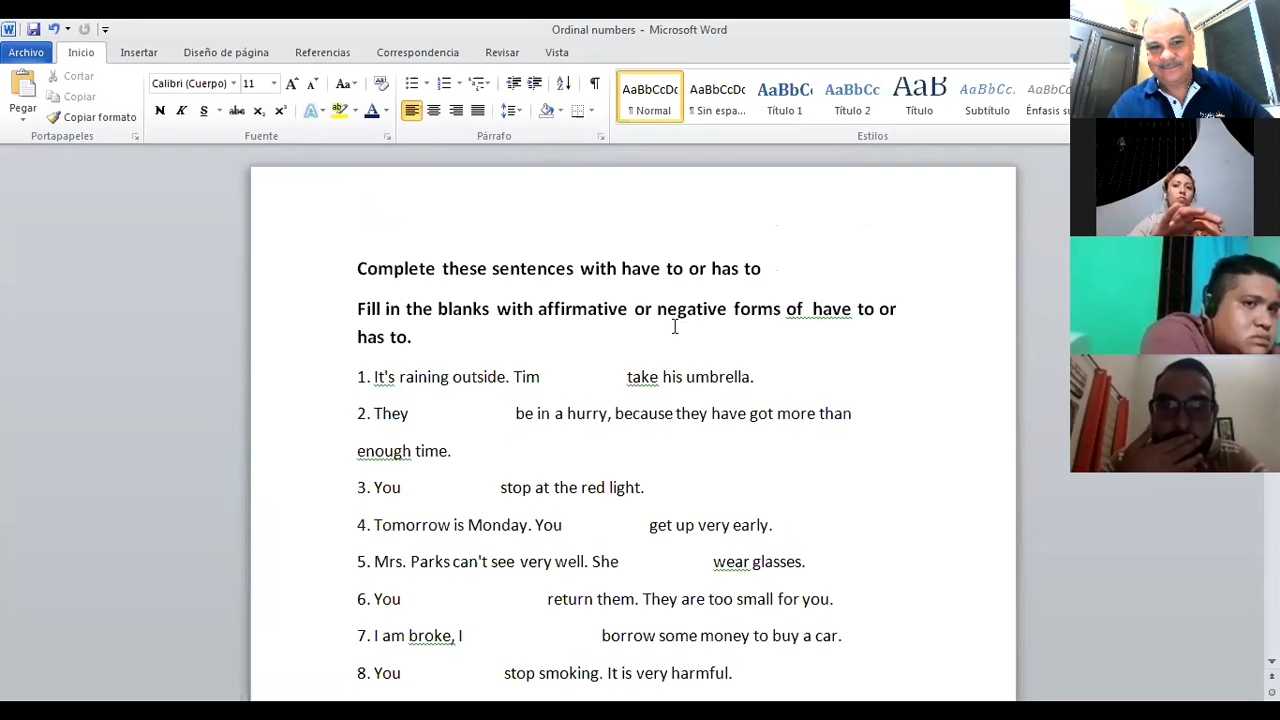 Ordinal numbers - Microsoft Word
Archivo Inicio Insertar Diseño de página Referencias Correspondencia Revisar Vista
Pegar
Cortar
Copiar
Copiar formato
Portapapeles
Calibri (Cuerpo) 11
N K S abc x₂ x²
Fuente
Párrafo
AaBbCcDc AaBbCcDc AaBbC AaBbCc AaB AaBbCc. AaBbCc
¶ Normal ¶ Sin espa... Título 1 Título 2 Título Subtítulo Énfasis su
Estilos
Complete these sentences with have to or has to
Fill in the blanks with affirmative or negative forms of have to or
has to.
1. It's raining outside. Tim take his umbrella.
2. They be in a hurry, because they have got more than
enough time.
3. You stop at the red light.
4. Tomorrow is Monday. You get up very early.
5. Mrs. Parks can't see very well. She wear glasses.
6. You return them. They are too small for you.
7. I am broke, I borrow some money to buy a car.
8. You stop smoking. It is very harmful.